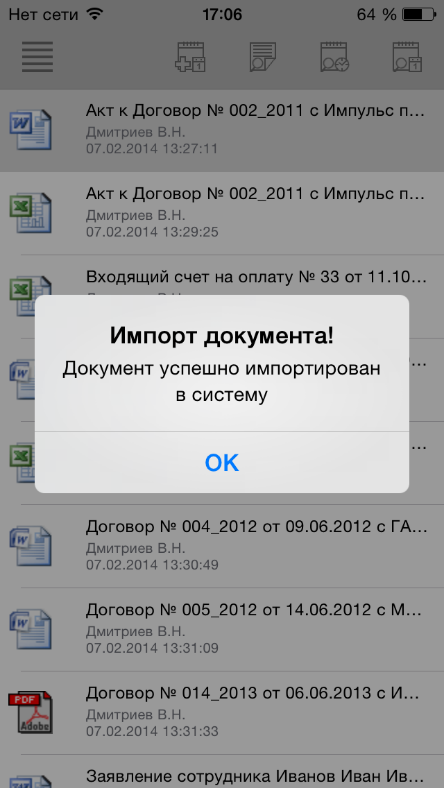 Нет сети 17:06 64 %
Акт к Договор № 002_2011 с Импульс п...
Дмитриев В.Н.
07.02.2014 13:27:11
Акт к Договор № 002_2011 с Импульс п...
Дмитриев В.Н.
07.02.2014 13:29:25
Входящий счет на оплату № 33 от 11.10...
Импорт документа!
Документ успешно импортирован
в систему
OK
Договор № 004_2012 от 09.06.2012 с ГА...
Дмитриев В.Н.
07.02.2014 13:30:49
Договор № 005_2012 от 14.06.2012 с М...
Дмитриев В.Н.
07.02.2014 13:31:09
PDF
Adobe
Договор № 014_2013 от 06.06.2013 с И...
Дмитриев В.Н.
07.02.2014 13:31:33
Заявление сотрудника Иванов Иван Ив...